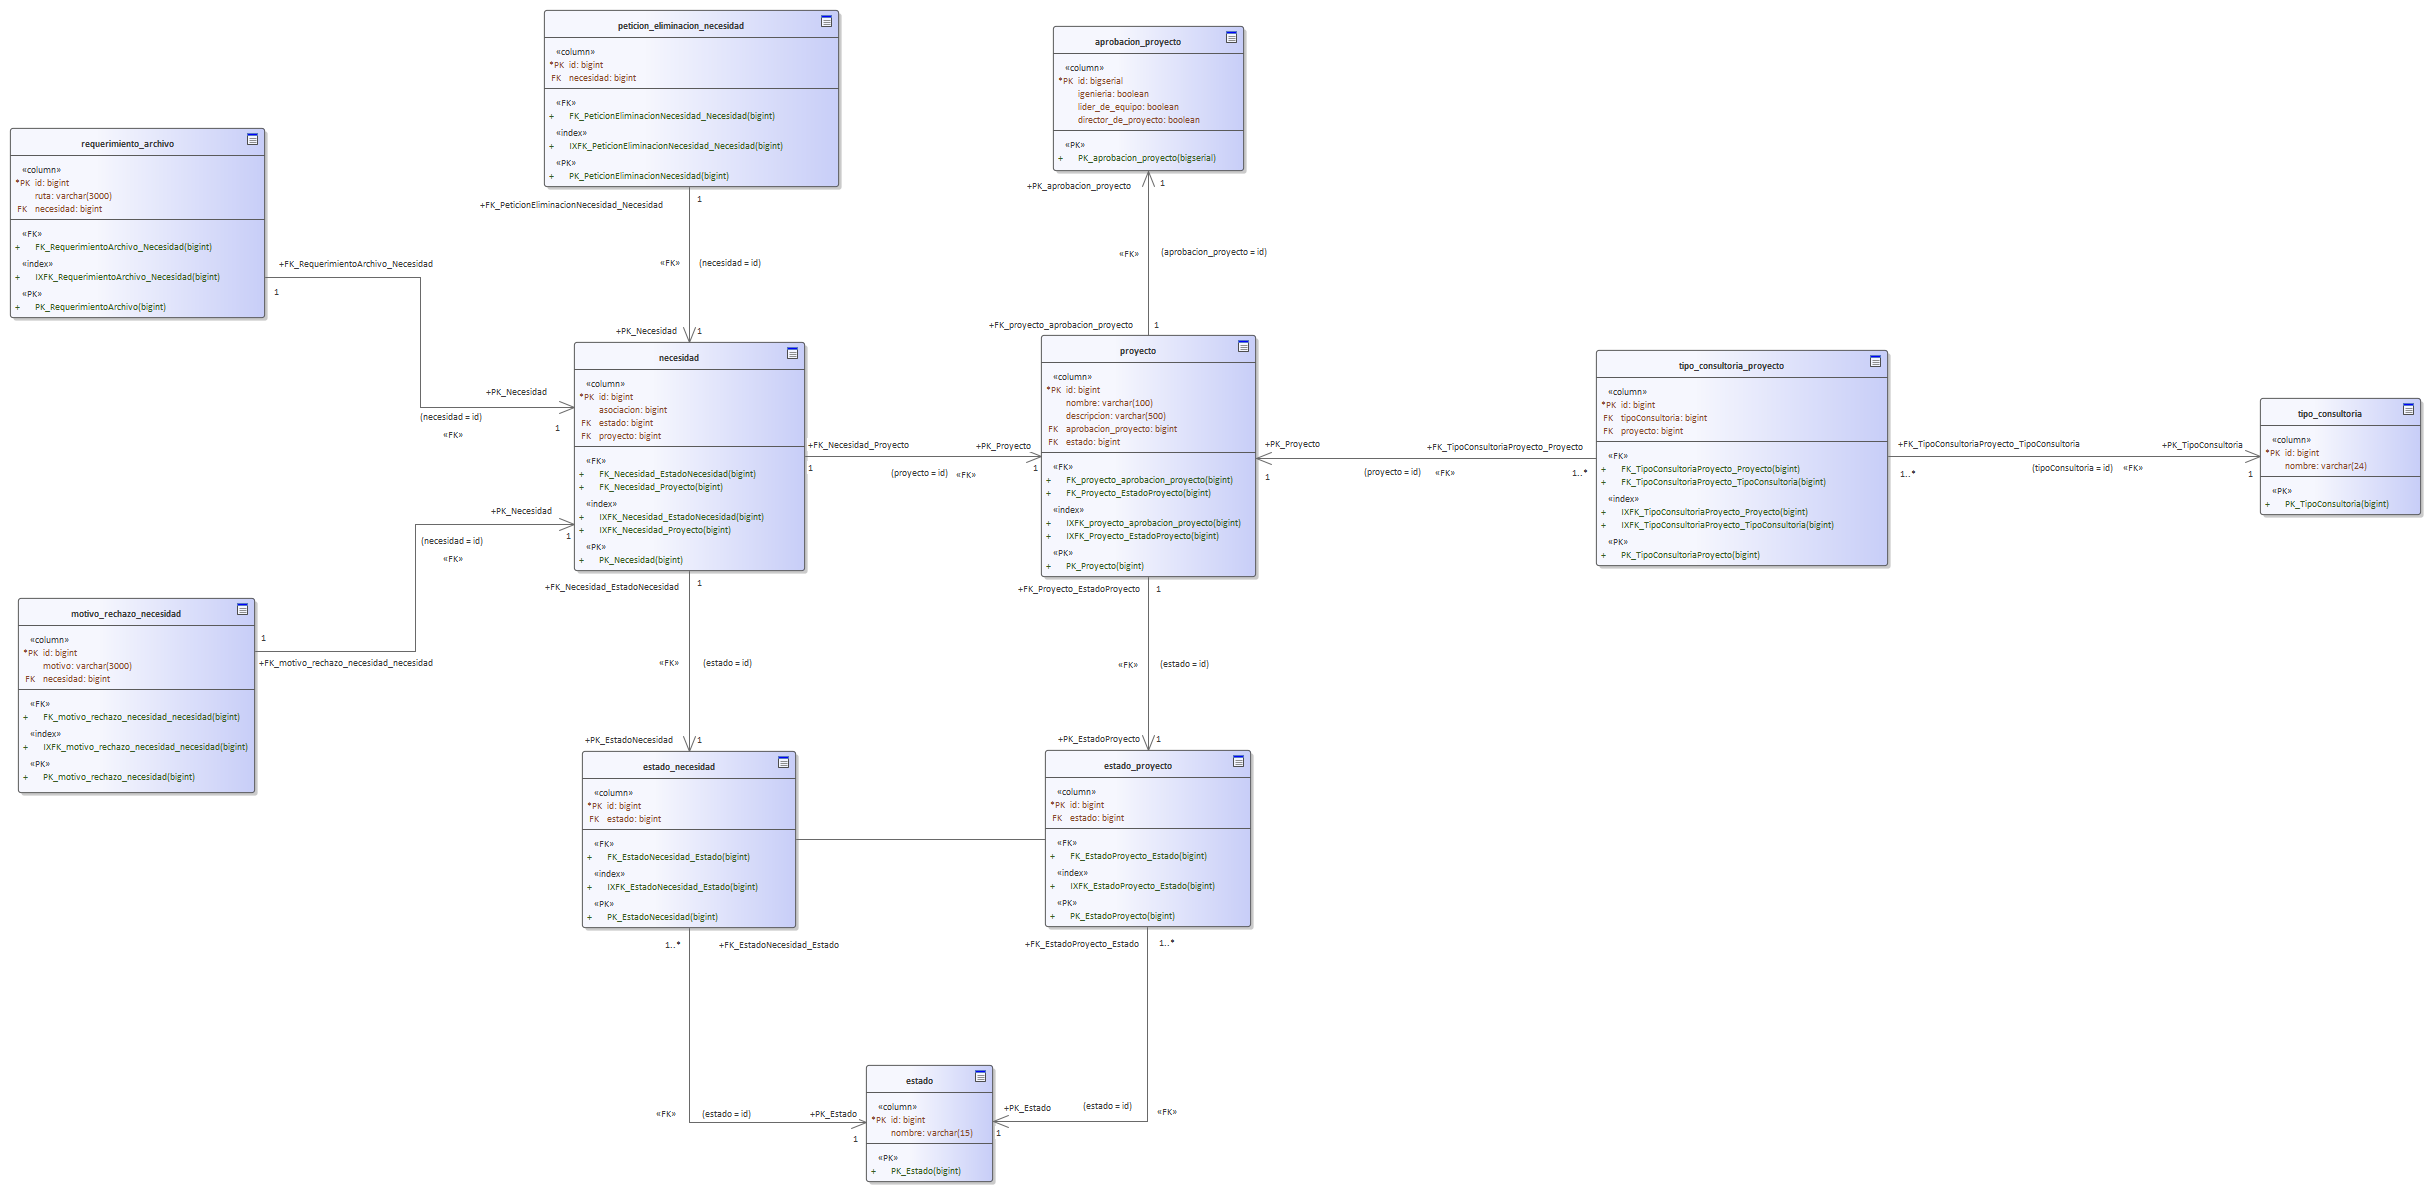 peticion_eliminacion_necesidad
«column»
*PK id: bigint
FK necesidad: bigint
«FK»
+ FK_PeticionEliminacionNecesidad_Necesidad(bigint)
«index»
+ IXFK_PeticionEliminacionNecesidad_Necesidad(bigint)
«PK»
+ PK_PeticionEliminacionNecesidad(bigint)
aprobacion_proyecto
«column»
*PK id: bigserial
igenieria: boolean
lider_de_equipo: boolean
director_de_proyecto: boolean
«PK»
+ PK_aprobacion_proyecto(bigserial)
requerimiento_archivo
«column»
*PK id: bigint
ruta: varchar(3000)
FK necesidad: bigint
«FK»
+ FK_RequerimientoArchivo_Necesidad(bigint)
«index»
+ IXFK_RequerimientoArchivo_Necesidad(bigint)
«PK»
+ PK_RequerimientoArchivo(bigint)
+FK_PeticionEliminacionNecesidad_Necesidad
1
«FK»
(necesidad = id)
+PK_Necesidad
1
+PK_aprobacion_proyecto
1
«FK»
(aprobacion_proyecto = id)
+FK_proyecto_aprobacion_proyecto
1
+FK_RequerimientoArchivo_Necesidad
1
+PK_Necesidad
(necesidad = id)
«FK»
1
necesidad
«column»
*PK id: bigint
asociacion: bigint
FK estado: bigint
FK proyecto: bigint
«FK»
+ FK_Necesidad_EstadoNecesidad(bigint)
+ FK_Necesidad_Proyecto(bigint)
«index»
+ IXFK_Necesidad_EstadoNecesidad(bigint)
+ IXFK_Necesidad_Proyecto(bigint)
«PK»
+ PK_Necesidad(bigint)
+FK_Necesidad_Proyecto
1
(proyecto = id)
«FK»
+PK_Proyecto
1
proyecto
«column»
*PK id: bigint
nombre: varchar(100)
descripcion: varchar(500)
FK aprobacion_proyecto: bigint
FK estado: bigint
«FK»
+ FK_proyecto_aprobacion_proyecto(bigint)
+ FK_Proyecto_EstadoProyecto(bigint)
«index»
+ IXFK_proyecto_aprobacion_proyecto(bigint)
+ IXFK_Proyecto_EstadoProyecto(bigint)
«PK»
+ PK_Proyecto(bigint)
+PK_Proyecto
1
(proyecto = id)
«FK»
+FK_TipoConsultoriaProyecto_Proyecto
1..*
tipo_consultoria_proyecto
«column»
*PK id: bigint
FK tipoConsultoria: bigint
FK proyecto: bigint
«FK»
+ FK_TipoConsultoriaProyecto_Proyecto(bigint)
+ FK_TipoConsultoriaProyecto_TipoConsultoria(bigint)
«index»
+ IXFK_TipoConsultoriaProyecto_Proyecto(bigint)
+ IXFK_TipoConsultoriaProyecto_TipoConsultoria(bigint)
«PK»
+ PK_TipoConsultoriaProyecto(bigint)
+FK_TipoConsultoriaProyecto_TipoConsultoria
1..*
(tipoConsultoria = id)
«FK»
+PK_TipoConsultoria
1
tipo_consultoria
«column»
*PK id: bigint
nombre: varchar(24)
«PK»
+ PK_TipoConsultoria(bigint)
+PK_Necesidad
1
(necesidad = id)
«FK»
1
+FK_motivo_rechazo_necesidad_necesidad
motivo_rechazo_necesidad
«column»
*PK id: bigint
motivo: varchar(3000)
FK necesidad: bigint
«FK»
+ FK_motivo_rechazo_necesidad_necesidad(bigint)
«index»
+ IXFK_motivo_rechazo_necesidad_necesidad(bigint)
«PK»
+ PK_motivo_rechazo_necesidad(bigint)
+FK_Necesidad_EstadoNecesidad
1
«FK»
(estado = id)
+PK_EstadoNecesidad
1
+FK_Proyecto_EstadoProyecto
1
«FK»
(estado = id)
+PK_EstadoProyecto
1
estado_necesidad
«column»
*PK id: bigint
FK estado: bigint
«FK»
+ FK_EstadoNecesidad_Estado(bigint)
«index»
+ IXFK_EstadoNecesidad_Estado(bigint)
«PK»
+ PK_EstadoNecesidad(bigint)
estado_proyecto
«column»
*PK id: bigint
FK estado: bigint
«FK»
+ FK_EstadoProyecto_Estado(bigint)
«index»
+ IXFK_EstadoProyecto_Estado(bigint)
«PK»
+ PK_EstadoProyecto(bigint)
1..*
+FK_EstadoNecesidad_Estado
+FK_EstadoProyecto_Estado
1..*
«FK»
(estado = id)
+PK_Estado
1
+PK_Estado
1
(estado = id)
«FK»
estado
«column»
*PK id: bigint
nombre: varchar(15)
«PK»
+ PK_Estado(bigint)